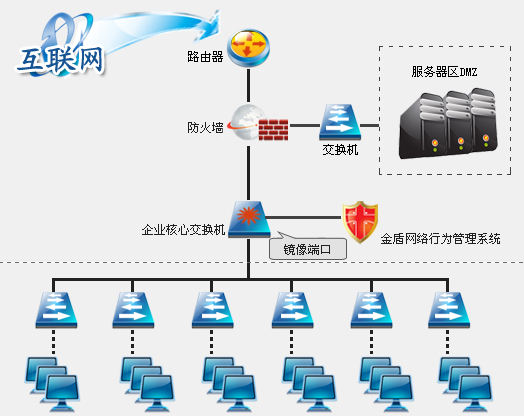 互联网
路由器
服务器区DMZ
防火墙
交换机
企业核心交换机
镜像端口
金盾网络行为管理系统